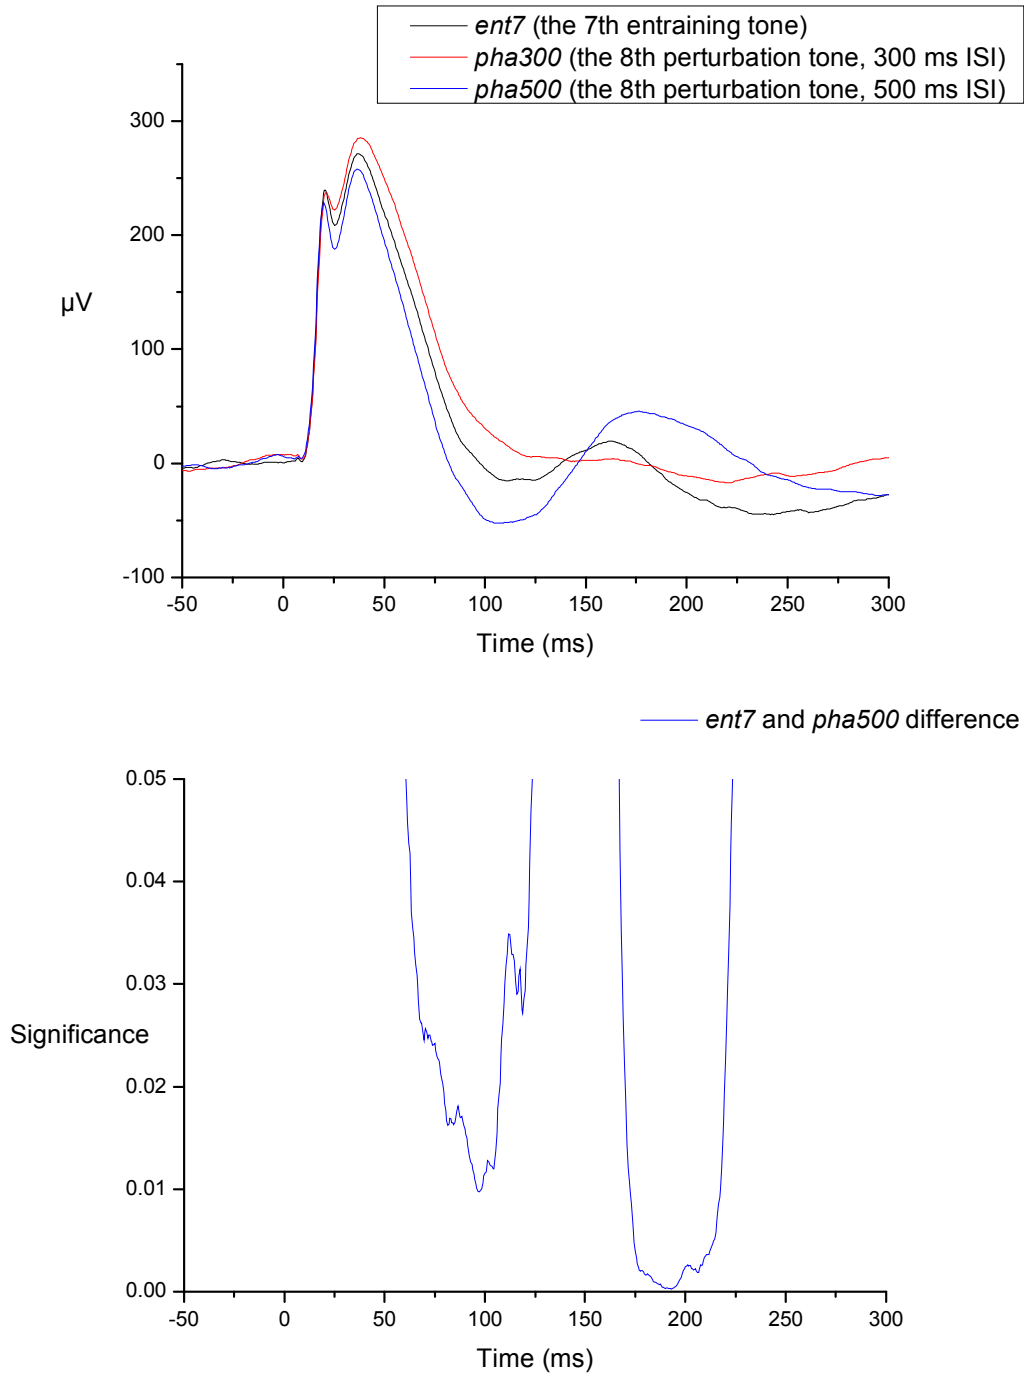 ent7 (the 7th entraining tone)
pha300 (the 8th perturbation tone, 300 ms ISI)
pha500 (the 8th perturbation tone, 500 ms ISI)
300
200
µV
100
0
-100
-50 0 50 100 150 200 250 300
Time (ms)
ent7 and pha500 difference
0.05
0.04
0.03
Significance
0.02
0.01
0.00
-50 0 50 100 150 200 250 300
Time (ms)